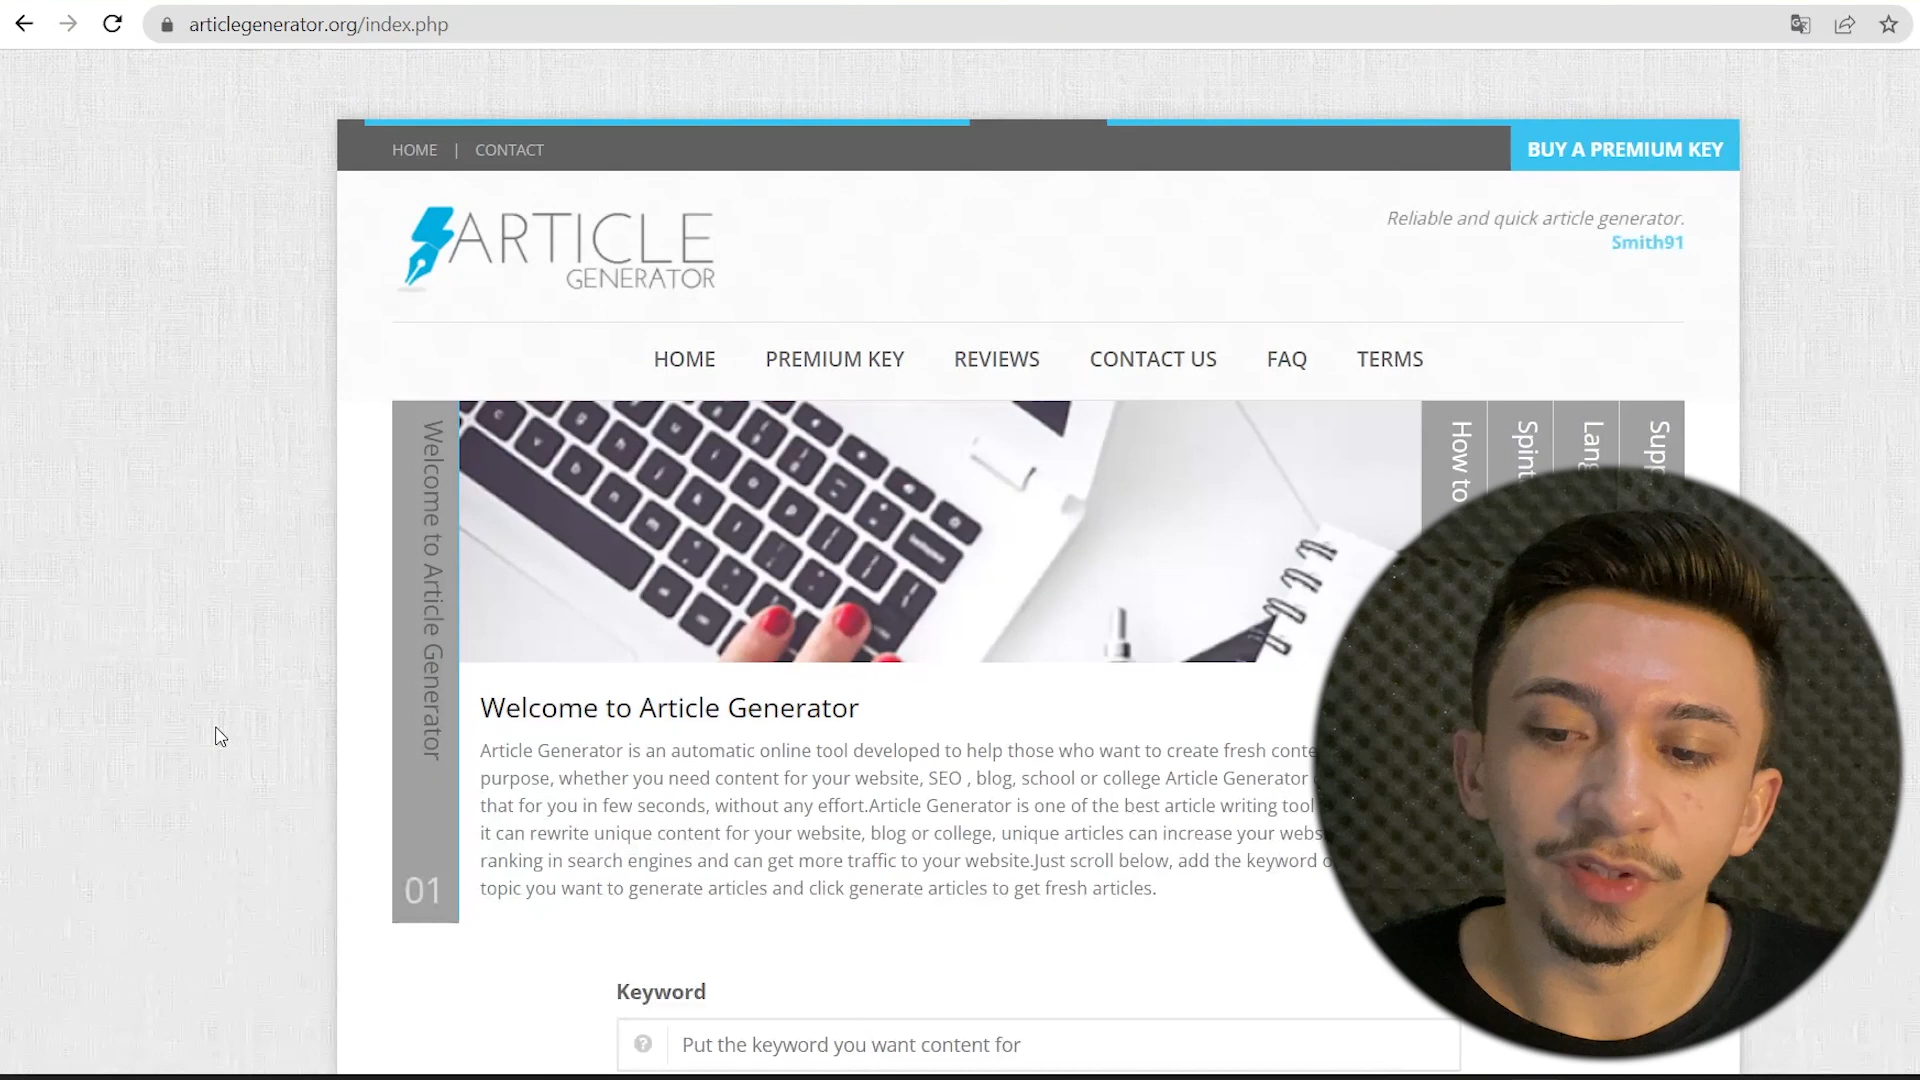 articlegenerator.org/index.php
HOME | CONTACT
BUY A PREMIUM KEY
ARTICLE
GENERATOR
Reliable and quick article generator.
Smith91
HOME PREMIUM KEY REVIEWS CONTACT US FAQ TERMS
Welcome to Article Generator
01
How to
Welcome to Article Generator
Article Generator is an automatic online tool developed to help those who want to create fresh
purpose, whether you need content for your website, SEO , blog, school or college Article Generator
that for you in few seconds, without any effort.Article Generator is one of the best article writing tool
it can rewrite unique content for your website, blog or college, unique articles can increase your
ranking in search engines and can get more traffic to your website.Just scroll below, add the keyword
topic you want to generate articles and click generate articles to get fresh articles.
Keyword
Put the keyword you want content for